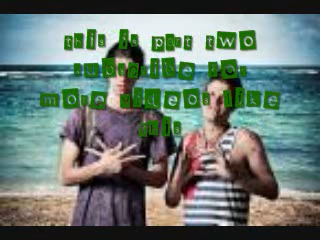 this is part two
subscribe for
more videos like
this